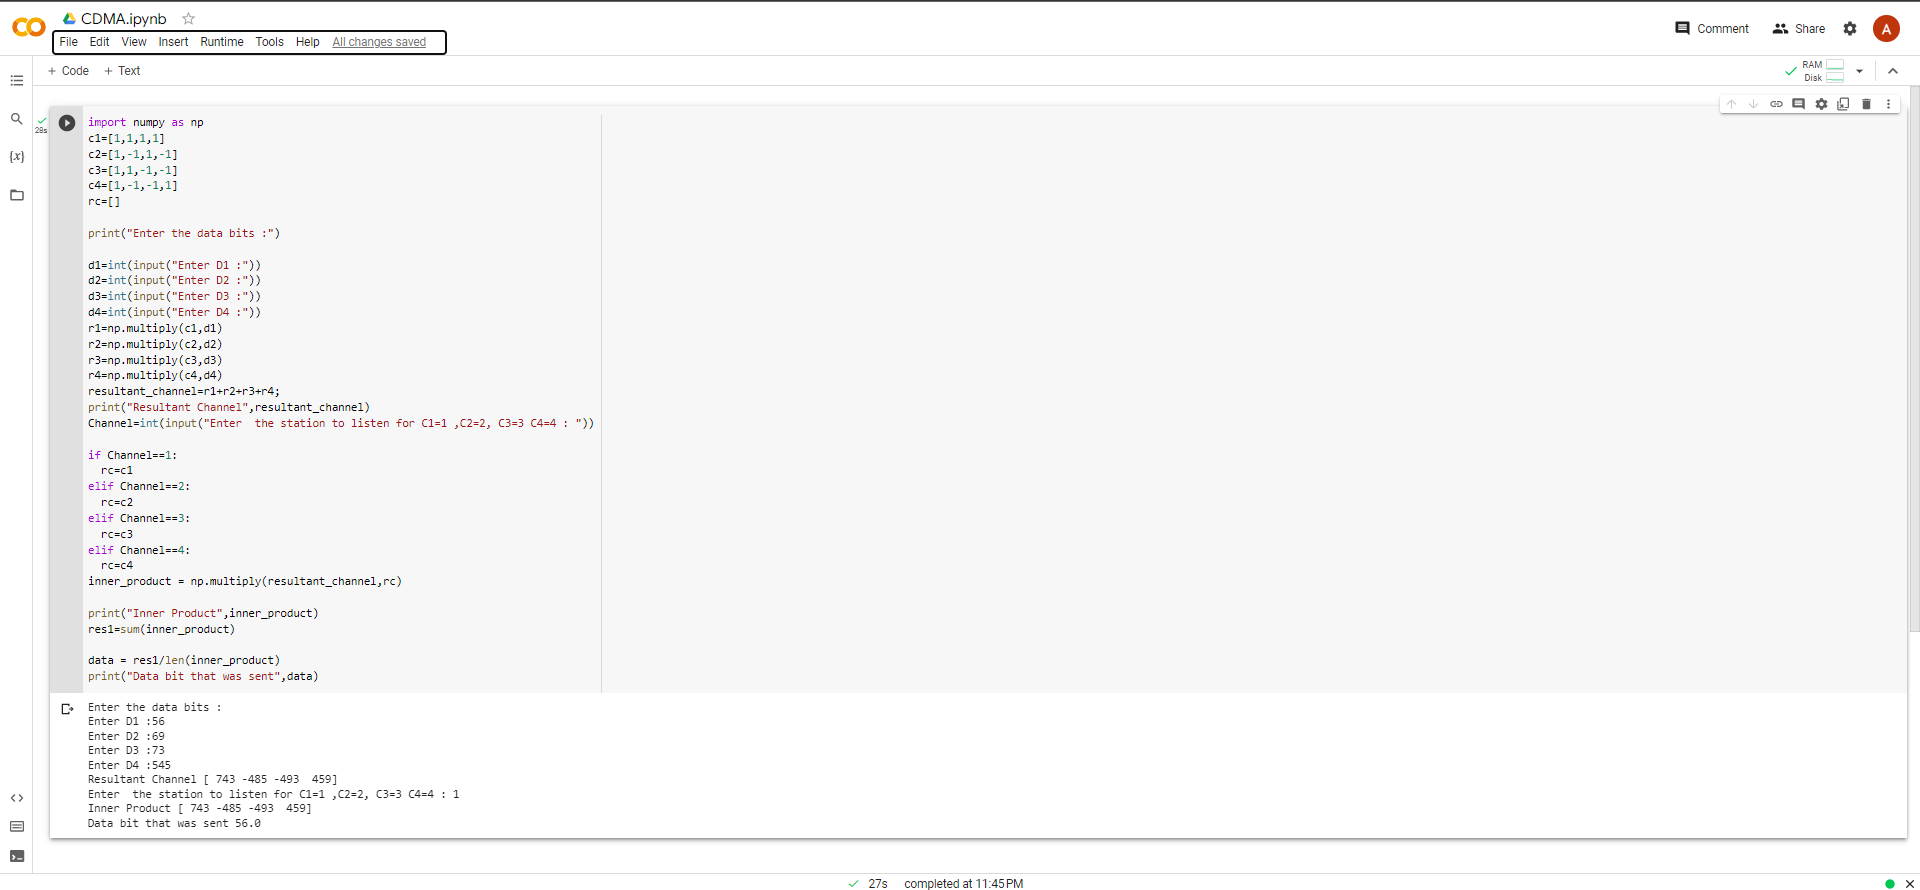 CDMA.ipynb
File Edit View Insert Runtime Tools Help All changes saved
Comment Share A
+ Code + Text
RAM
Disk
28s
import numpy as np
c1=[1,1,1,1]
c2=[1,-1,1,-1]
c3=[1,1,-1,-1]
c4=[1,-1,-1,1]
rc=[]
print("Enter the data bits :")
d1=int(input("Enter D1 :"))
d2=int(input("Enter D2 :"))
d3=int(input("Enter D3 :"))
d4=int(input("Enter D4 :"))
r1=np.multiply(c1,d1)
r2=np.multiply(c2,d2)
r3=np.multiply(c3,d3)
r4=np.multiply(c4,d4)
resultant_channel=r1+r2+r3+r4;
print("Resultant Channel",resultant_channel)
Channel=int(input("Enter  the station to listen for C1=1 ,C2=2, C3=3 C4=4 : "))
if Channel==1:
  rc=c1
elif Channel==2:
  rc=c2
elif Channel==3:
  rc=c3
elif Channel==4:
  rc=c4
inner_product = np.multiply(resultant_channel,rc)
print("Inner Product",inner_product)
res1=sum(inner_product)
data = res1/len(inner_product)
print("Data bit that was sent",data)
Enter the data bits :
Enter D1 :56
Enter D2 :69
Enter D3 :73
Enter D4 :545
Resultant Channel [ 743 -485 -493  459]
Enter  the station to listen for C1=1 ,C2=2, C3=3 C4=4 : 1
Inner Product [ 743 -485 -493  459]
Data bit that was sent 56.0
27s completed at 11:45 PM